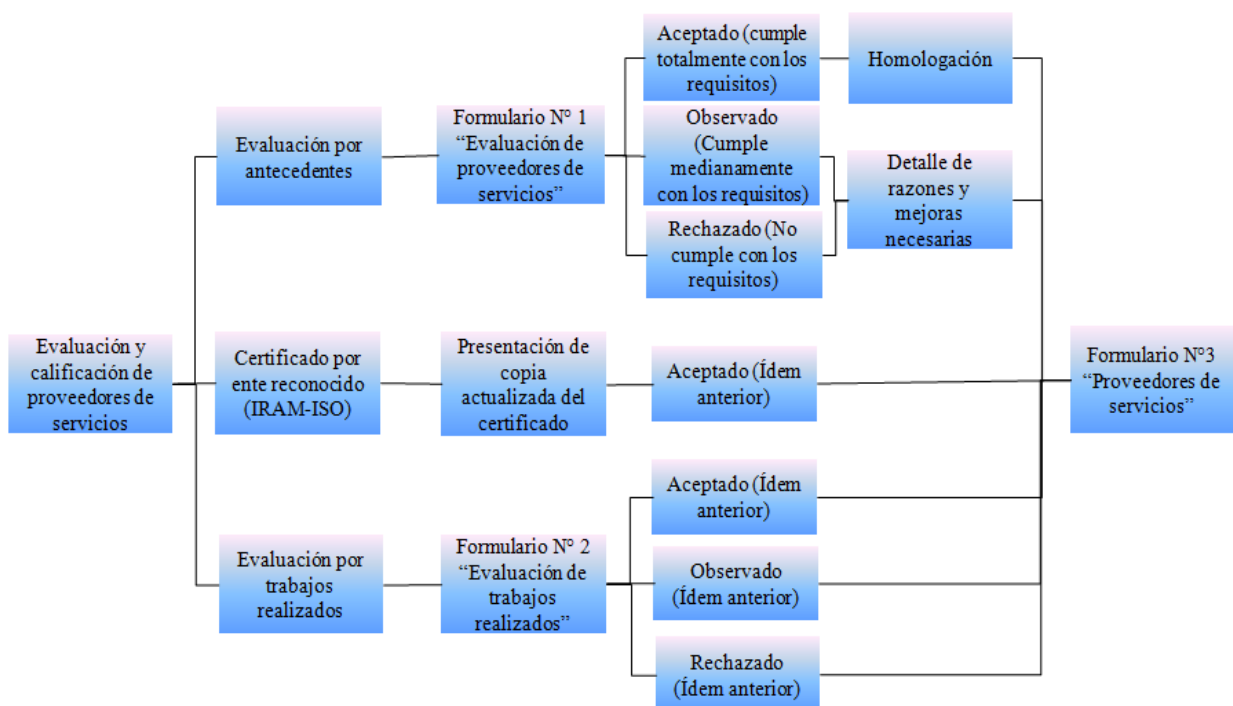 Evaluación y
calificación de
proveedores de
servicios
Evaluación por
antecedentes
Formulario N° 1
“Evaluación de
proveedores de
servicios”
Aceptado (cumple
totalmente con los
requisitos)
Homologación
Observado
(Cumple
medianamente
con los requisitos)
Rechazado (No
cumple con los
requisitos)
Detalle de
razones y
mejoras
necesarias
Certificado por
ente reconocido
(IRAM-ISO)
Presentación de
copia
actualizada del
certificado
Aceptado (Ídem
anterior)
Evaluación por
trabajos
realizados
Formulario N° 2
“Evaluación de
trabajos
realizados”
Aceptado (Ídem
anterior)
Observado
(Ídem anterior)
Rechazado
(Ídem anterior)
Formulario N°3
“Proveedores de
servicios”